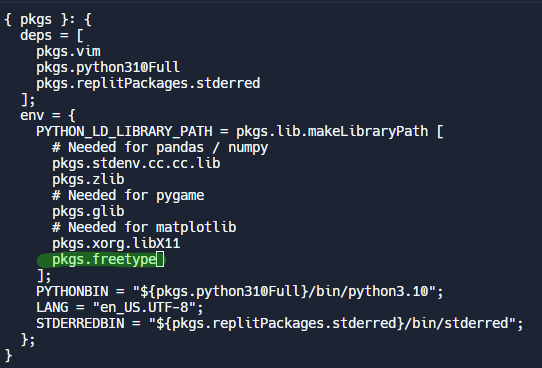 { pkgs }: {
  deps = [
    pkgs.vim
    pkgs.python310Full
    pkgs.replitPackages.stderred
  ];
  env = {
    PYTHON_LD_LIBRARY_PATH = pkgs.lib.makeLibraryPath [
      # Needed for pandas / numpy
      pkgs.stdenv.cc.cc.lib
      pkgs.zlib
      # Needed for pygame
      pkgs.glib
      # Needed for matplotlib
      pkgs.xorg.libX11
      pkgs.freetype
    ];
    PYTHONBIN = "${pkgs.python310Full}/bin/python3.10";
    LANG = "en_US.UTF-8";
    STDERREDBIN = "${pkgs.replitPackages.stderred}/bin/stderred";
  };
}